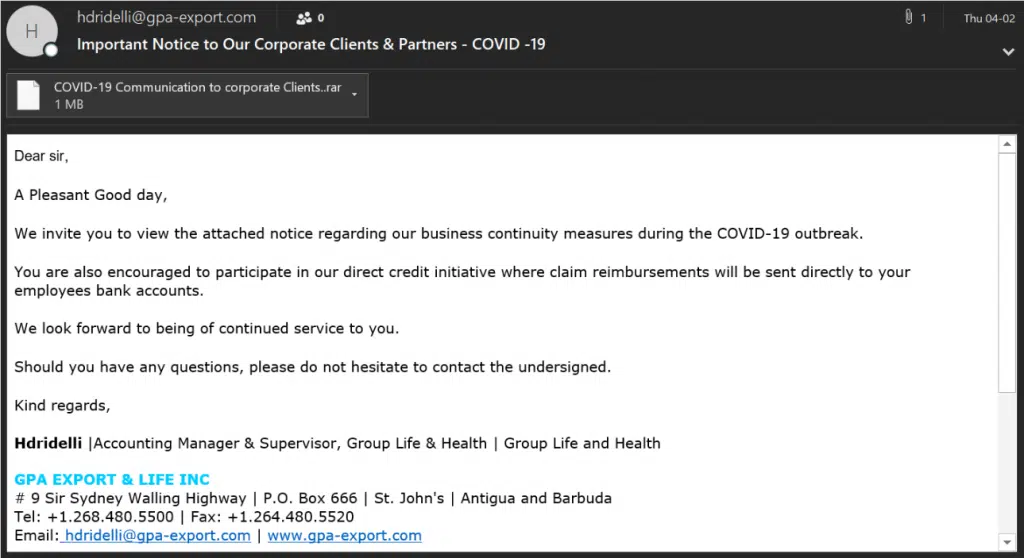 H
hdridelli@gpa-export.com 0 1 Thu 04-02
Important Notice to Our Corporate Clients & Partners - COVID -19
COVID-19 Communication to corporate Clients..rar
1 MB
Dear sir,
A Pleasant Good day,
We invite you to view the attached notice regarding our business continuity measures during the COVID-19 outbreak.
You are also encouraged to participate in our direct credit initiative where claim reimbursements will be sent directly to your
employees bank accounts.
We look forward to being of continued service to you.
Should you have any questions, please do not hesitate to contact the undersigned.
Kind regards,
Hdridelli |Accounting Manager & Supervisor, Group Life & Health | Group Life and Health
GPA EXPORT & LIFE INC
# 9 Sir Sydney Walling Highway | P.O. Box 666 | St. John's | Antigua and Barbuda
Tel: +1.268.480.5500 | Fax: +1.264.480.5520
Email: hdridelli@gpa-export.com | www.gpa-export.com